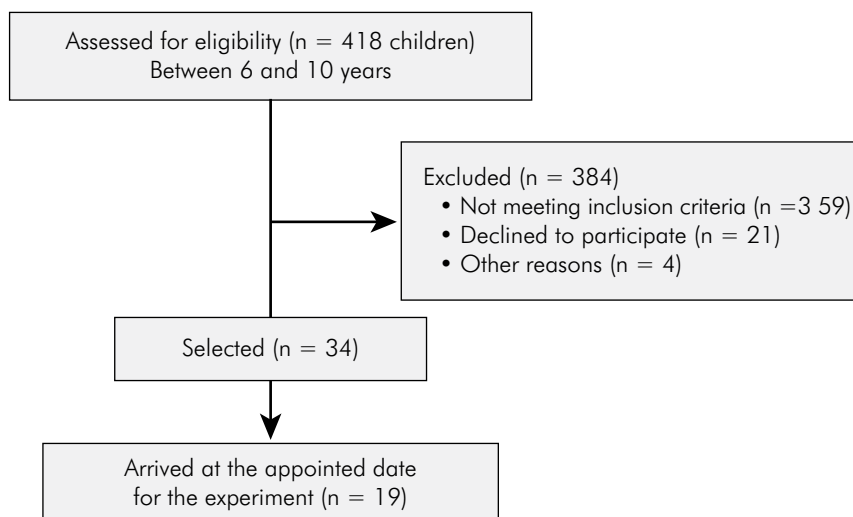 Assessed for eligibility (n = 418 children)
Between 6 and 10 years
Excluded (n = 384)
• Not meeting inclusion criteria (n =3 59)
• Declined to participate (n = 21)
• Other reasons (n = 4)
Selected (n = 34)
Arrived at the appointed date
for the experiment (n = 19)